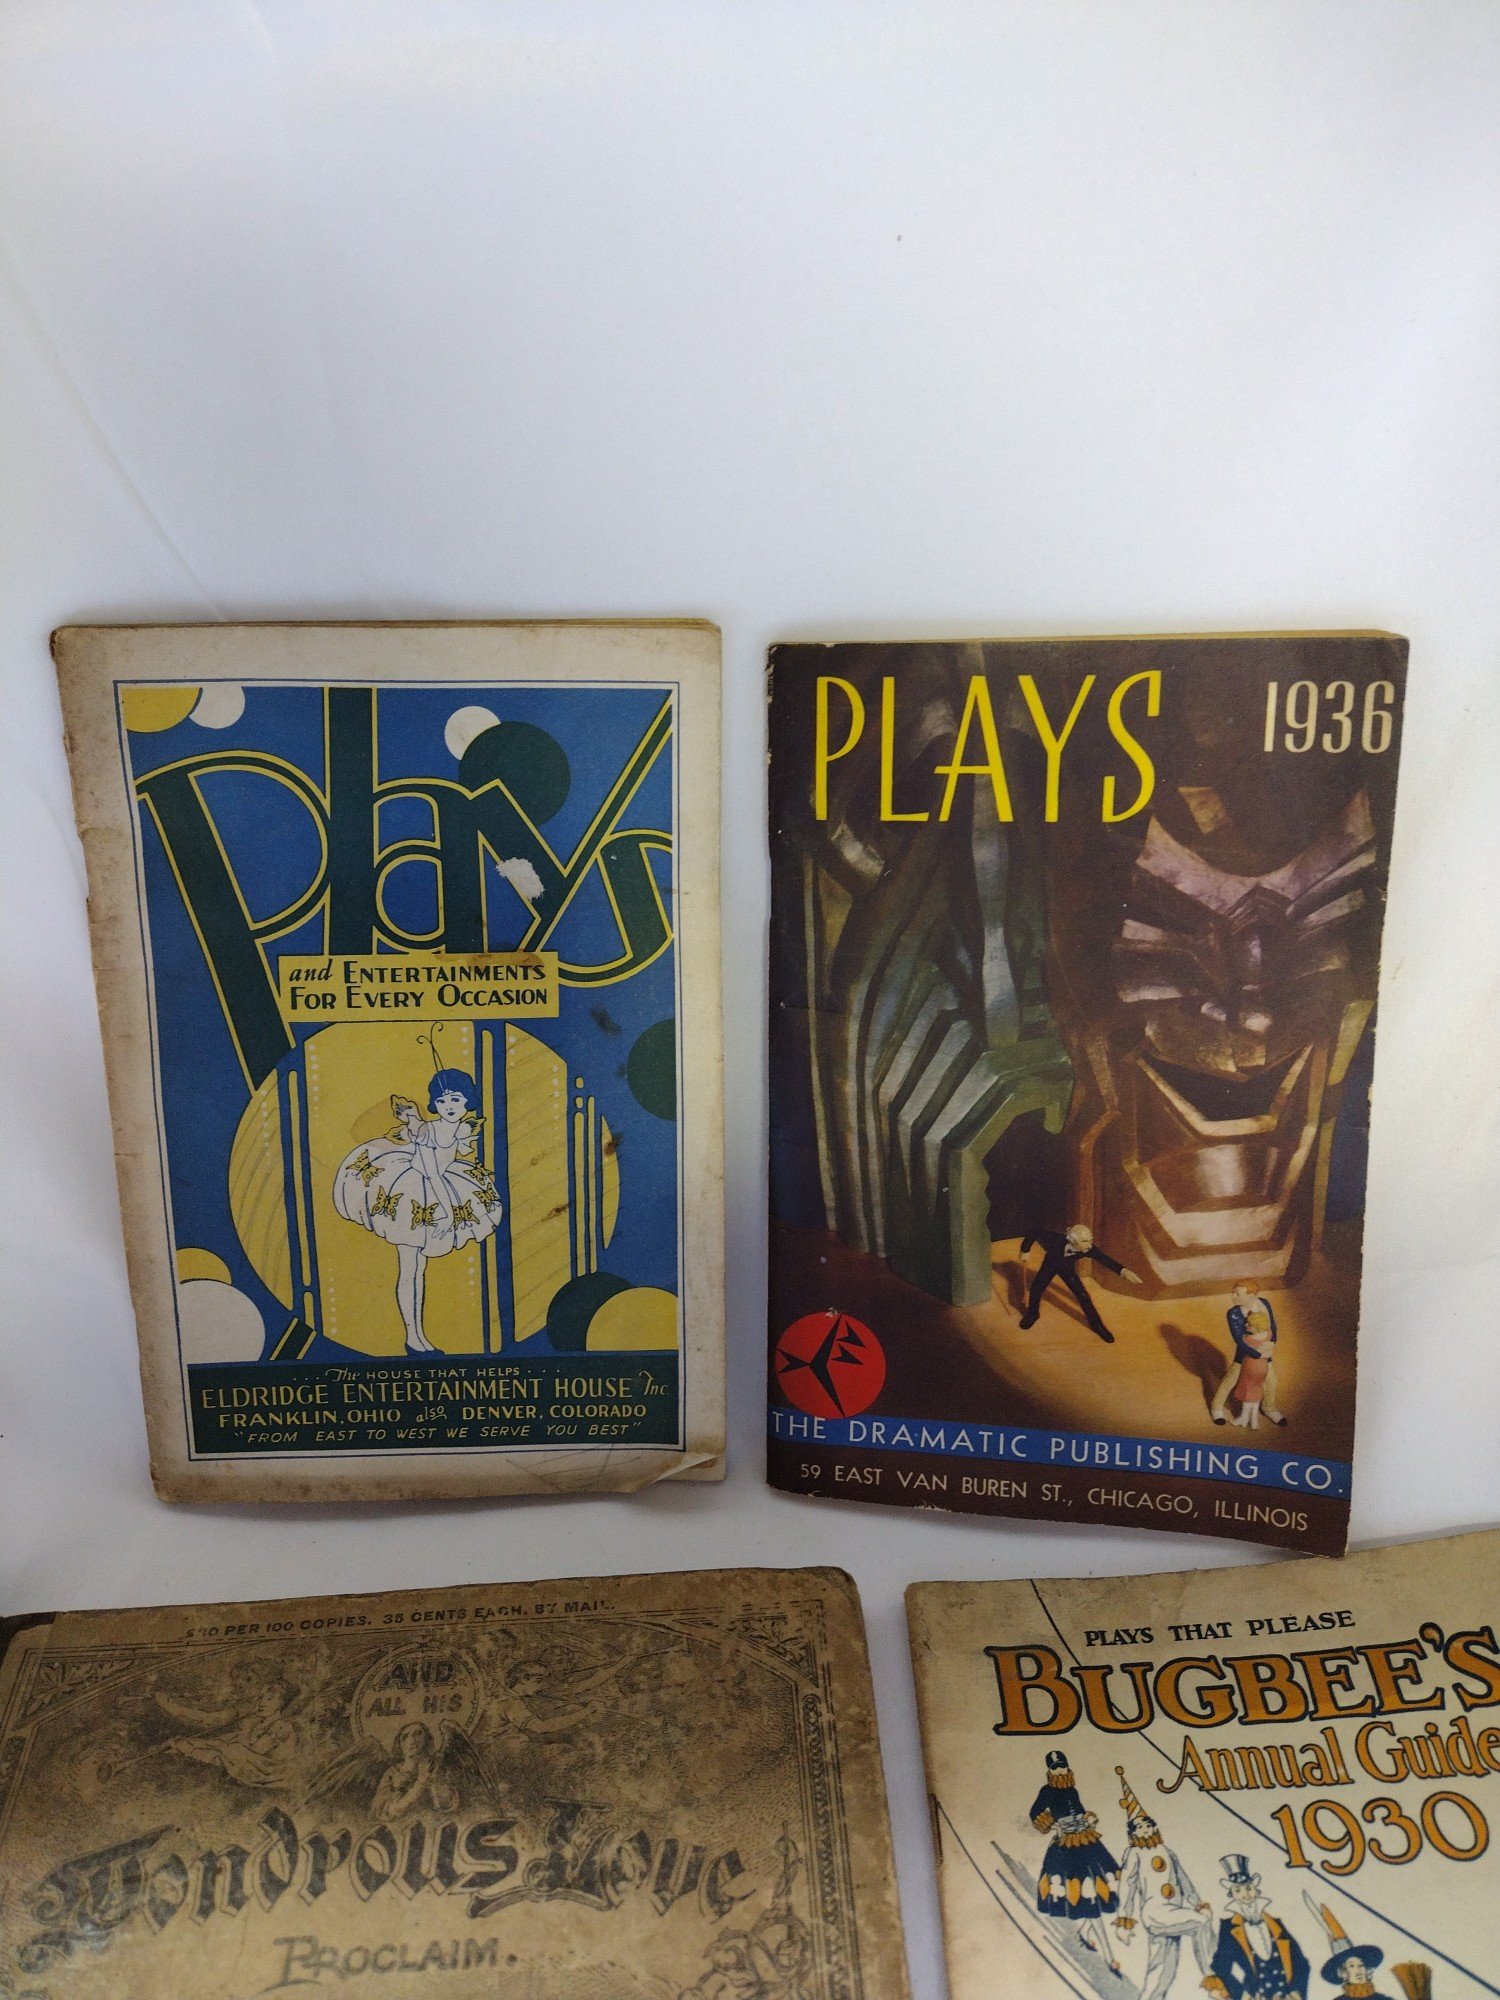 Plays
and ENTERTAINMENTS
FOR EVERY OCCASION
...The HOUSE THAT HELPS...
ELDRIDGE ENTERTAINMENT HOUSE Inc.
FRANKLIN, OHIO also DENVER, COLORADO
"FROM EAST TO WEST WE SERVE YOU BEST"
PLAYS 1936
THE DRAMATIC PUBLISHING CO.
59 EAST VAN BUREN ST., CHICAGO, ILLINOIS
PER 100 COPIES. 35 CENTS EACH, BY MAIL.
AND
ALL HIS
Wondrous Love
PROCLAIM.
PLAYS THAT PLEASE
BUGBEE'S
Annual Guide
1930